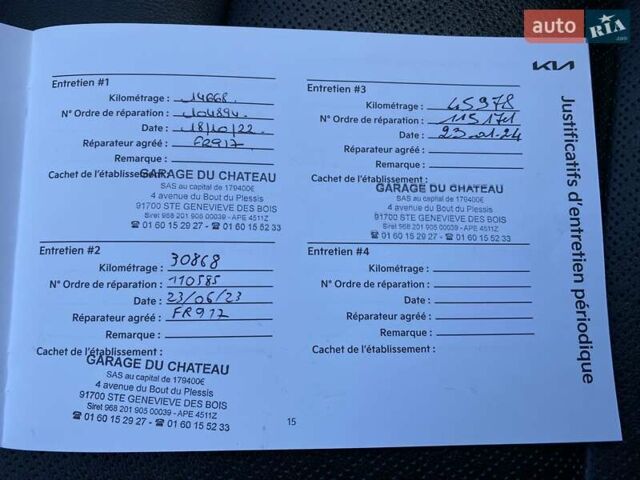 auto RIA.com
KIA
Justificatifs d'entretien périodique
Entretien #1
Kilométrage : 14668.
N° Ordre de réparation : 104894
Date : 18/10/22
Réparateur agréé : FR917
Remarque :
Cachet de l'établissement :
GARAGE DU CHATEAU
SAS au capital de 179400€
4 avenue du Bout du Plessis
91700 STE GENEVIEVE DES BOIS
Siret 968 201 905 00039 - APE 4511Z
☎ 01 60 15 29 27 - ☎ 01 60 15 52 33
Entretien #2
Kilométrage : 30868
N° Ordre de réparation : 110585
Date : 23/06/23
Réparateur agréé : FR917
Remarque :
Cachet de l'établissement :
GARAGE DU CHATEAU
SAS au capital de 179400€
4 avenue du Bout du Plessis
91700 STE GENEVIEVE DES BOIS
Siret 968 201 905 00039 - APE 4511Z
☎ 01 60 15 29 27 - ☎ 01 60 15 52 33
Entretien #3
Kilométrage : 45978
N° Ordre de réparation : 115171
Date : 23.01.24
Réparateur agréé :
Remarque :
Cachet de l'établissement :
GARAGE DU CHATEAU
SAS au capital de 179400€
4 avenue du Bout du Plessis
91700 STE GENEVIEVE DES BOIS
Siret 968 201 905 00039 - APE 4511Z
☎ 01 60 15 29 27 - ☎ 01 60 15 52 33
Entretien #4
Kilométrage :
N° Ordre de réparation :
Date :
Réparateur agréé :
Remarque :
Cachet de l'établissement :
15